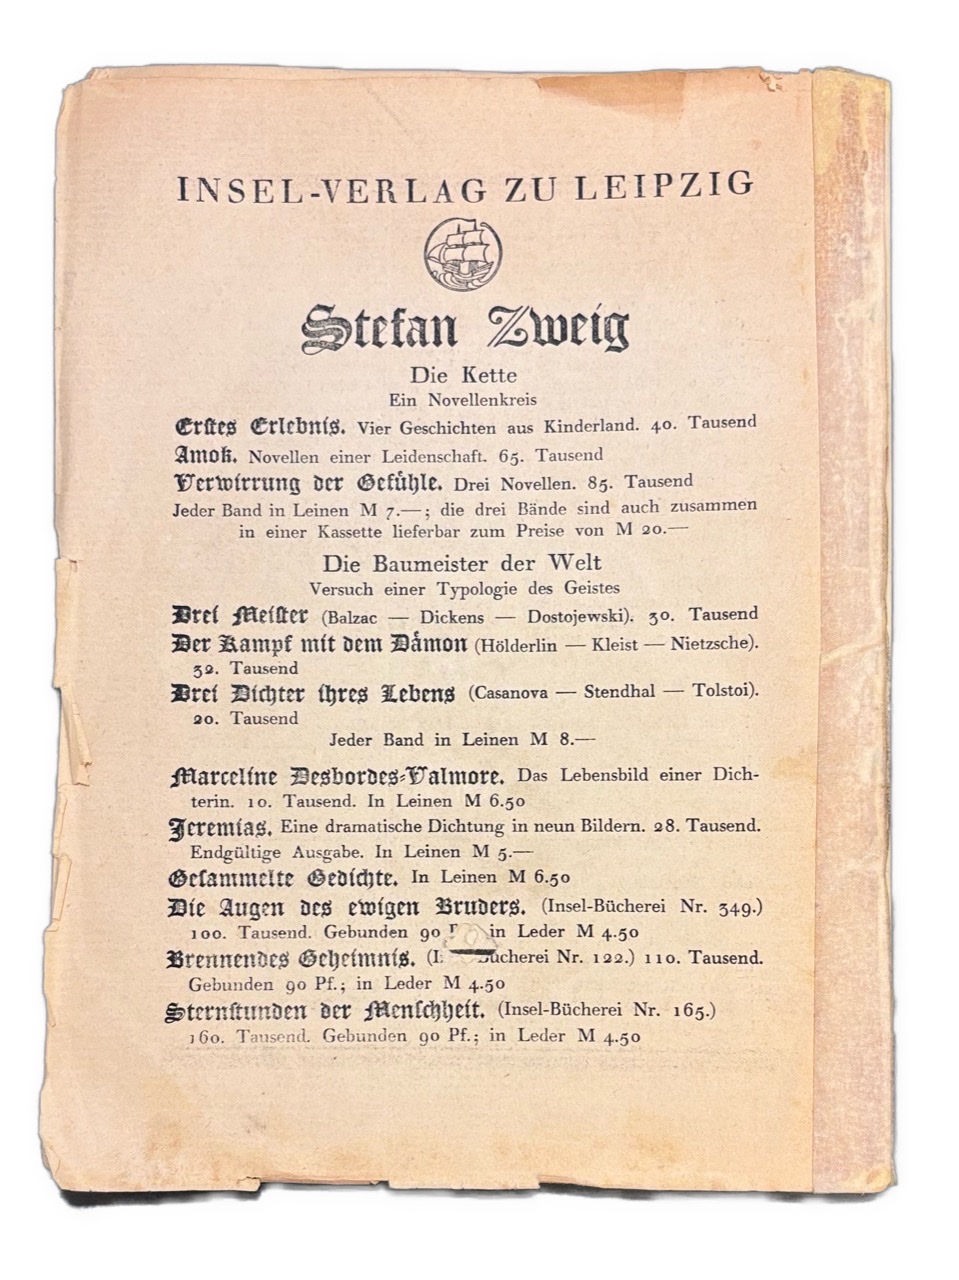 INSEL-VERLAG ZU LEIPZIG
Stefan Zweig
Die Kette
Ein Novellenkreis
Erstes Erlebnis. Vier Geschichten aus Kinderland. 40. Tausend
Amok. Novellen einer Leidenschaft. 65. Tausend
Verwirrung der Gefühle. Drei Novellen. 85. Tausend
Jeder Band in Leinen M 7.—; die drei Bände sind auch zusammen
in einer Kassette lieferbar zum Preise von M 20.—
Die Baumeister der Welt
Versuch einer Typologie des Geistes
Drei Meister (Balzac — Dickens — Dostojewski). 30. Tausend
Der Kampf mit dem Dämon (Hölderlin — Kleist — Nietzsche).
32. Tausend
Drei Dichter ihres Lebens (Casanova — Stendhal — Tolstoi).
20. Tausend
Jeder Band in Leinen M 8.—
Marceline Desbordes-Valmore. Das Lebensbild einer Dich-
terin. 10. Tausend. In Leinen M 6.50
Jeremias. Eine dramatische Dichtung in neun Bildern. 28. Tausend.
Endgültige Ausgabe. In Leinen M 5.—
Gesammelte Gedichte. In Leinen M 6.50
Die Augen des ewigen Bruders. (Insel-Bücherei Nr. 349.)
100. Tausend. Gebunden 90 in Leder M 4.50
Brennendes Geheimnis. (I Bücherei Nr. 122.) 110. Tausend.
Gebunden 90 Pf.; in Leder M 4.50
Sternstunden der Menschheit. (Insel-Bücherei Nr. 165.)
160. Tausend. Gebunden 90 Pf.; in Leder M 4.50